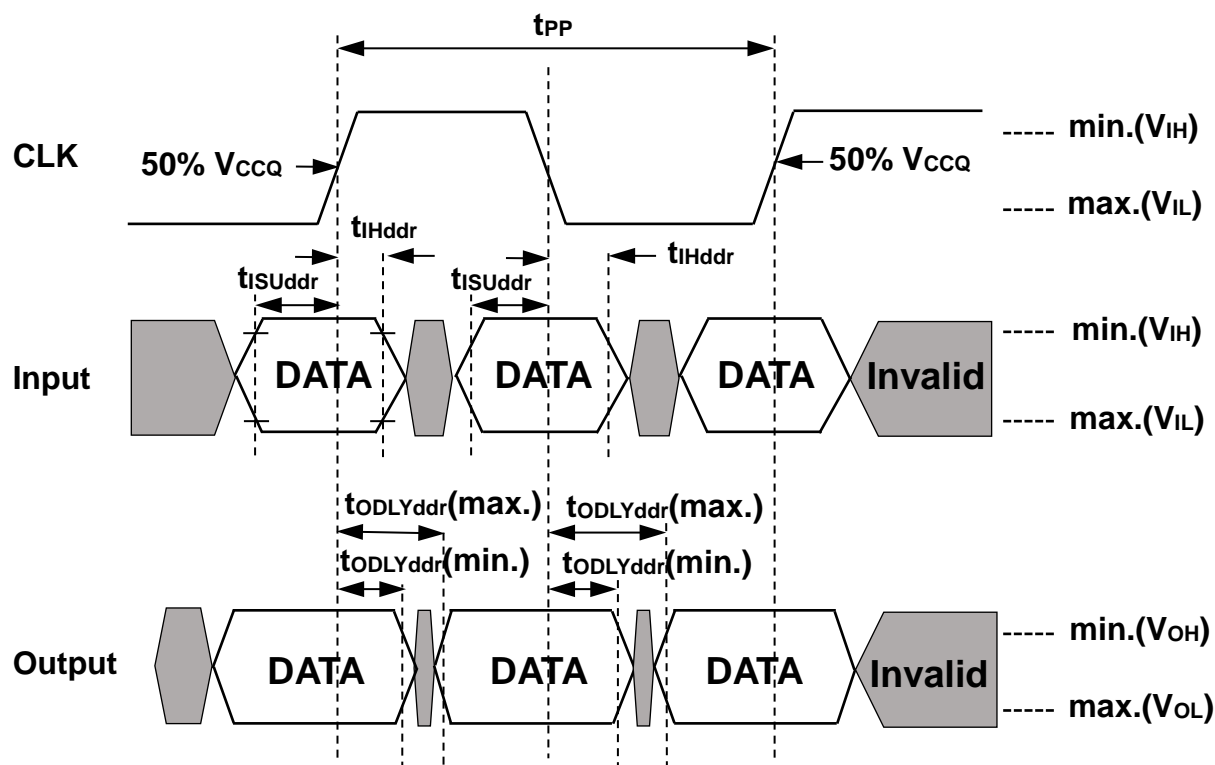 tPP
min.(VIH)
CLK
50% VCCQ
50% VCCQ
max.(VIL)
tIHddr
tISUddr
tISUddr
tIHddr
min.(VIH)
Input
DATA
DATA
DATA
Invalid
max.(VIL)
tODLYddr(max.)
tODLYddr(max.)
tODLYddr(min.)
tODLYddr(min.)
min.(VOH)
Output
DATA
DATA
DATA
Invalid
max.(VOL)